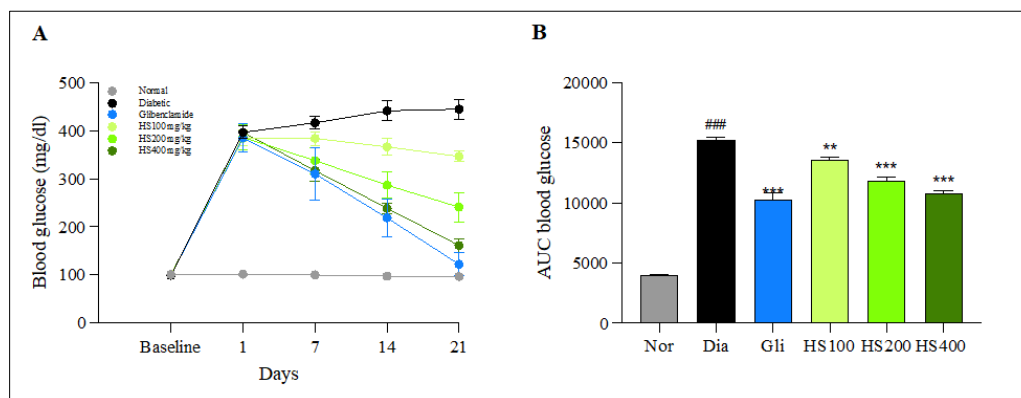 A
Blood glucose (mg/dl)
500
400
300
200
100
0
Normal
Diabetic
Glibenclamide
HS100mg/kg
HS200mg/kg
HS400mg/kg
Baseline 1 7 14 21
Days
B
AUC blood glucose
20000
15000
10000
5000
0
###
***
**
***
***
Nor Dia Gli HS100 HS200 HS400